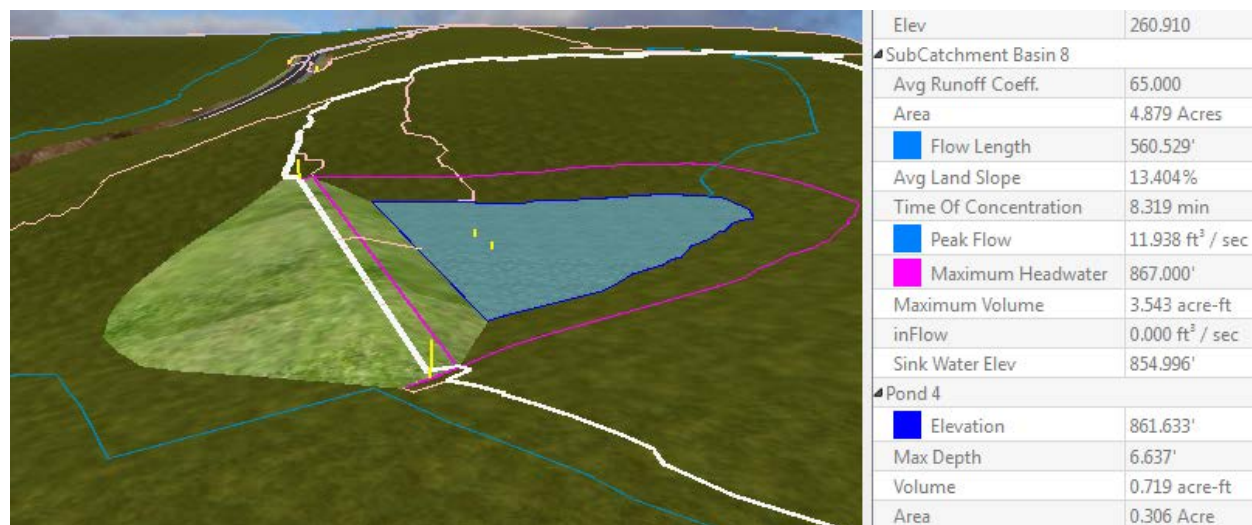 Elev 260.910
SubCatchment Basin 8
Avg Runoff Coeff. 65.000
Area 4.879 Acres
Flow Length 560.529'
Avg Land Slope 13.404%
Time Of Concentration 8.319 min
Peak Flow 11.938 ft³ / sec
Maximum Headwater 867.000'
Maximum Volume 3.543 acre-ft
inFlow 0.000 ft³ / sec
Sink Water Elev 854.996'
Pond 4
Elevation 861.633'
Max Depth 6.637'
Volume 0.719 acre-ft
Area 0.306 Acre